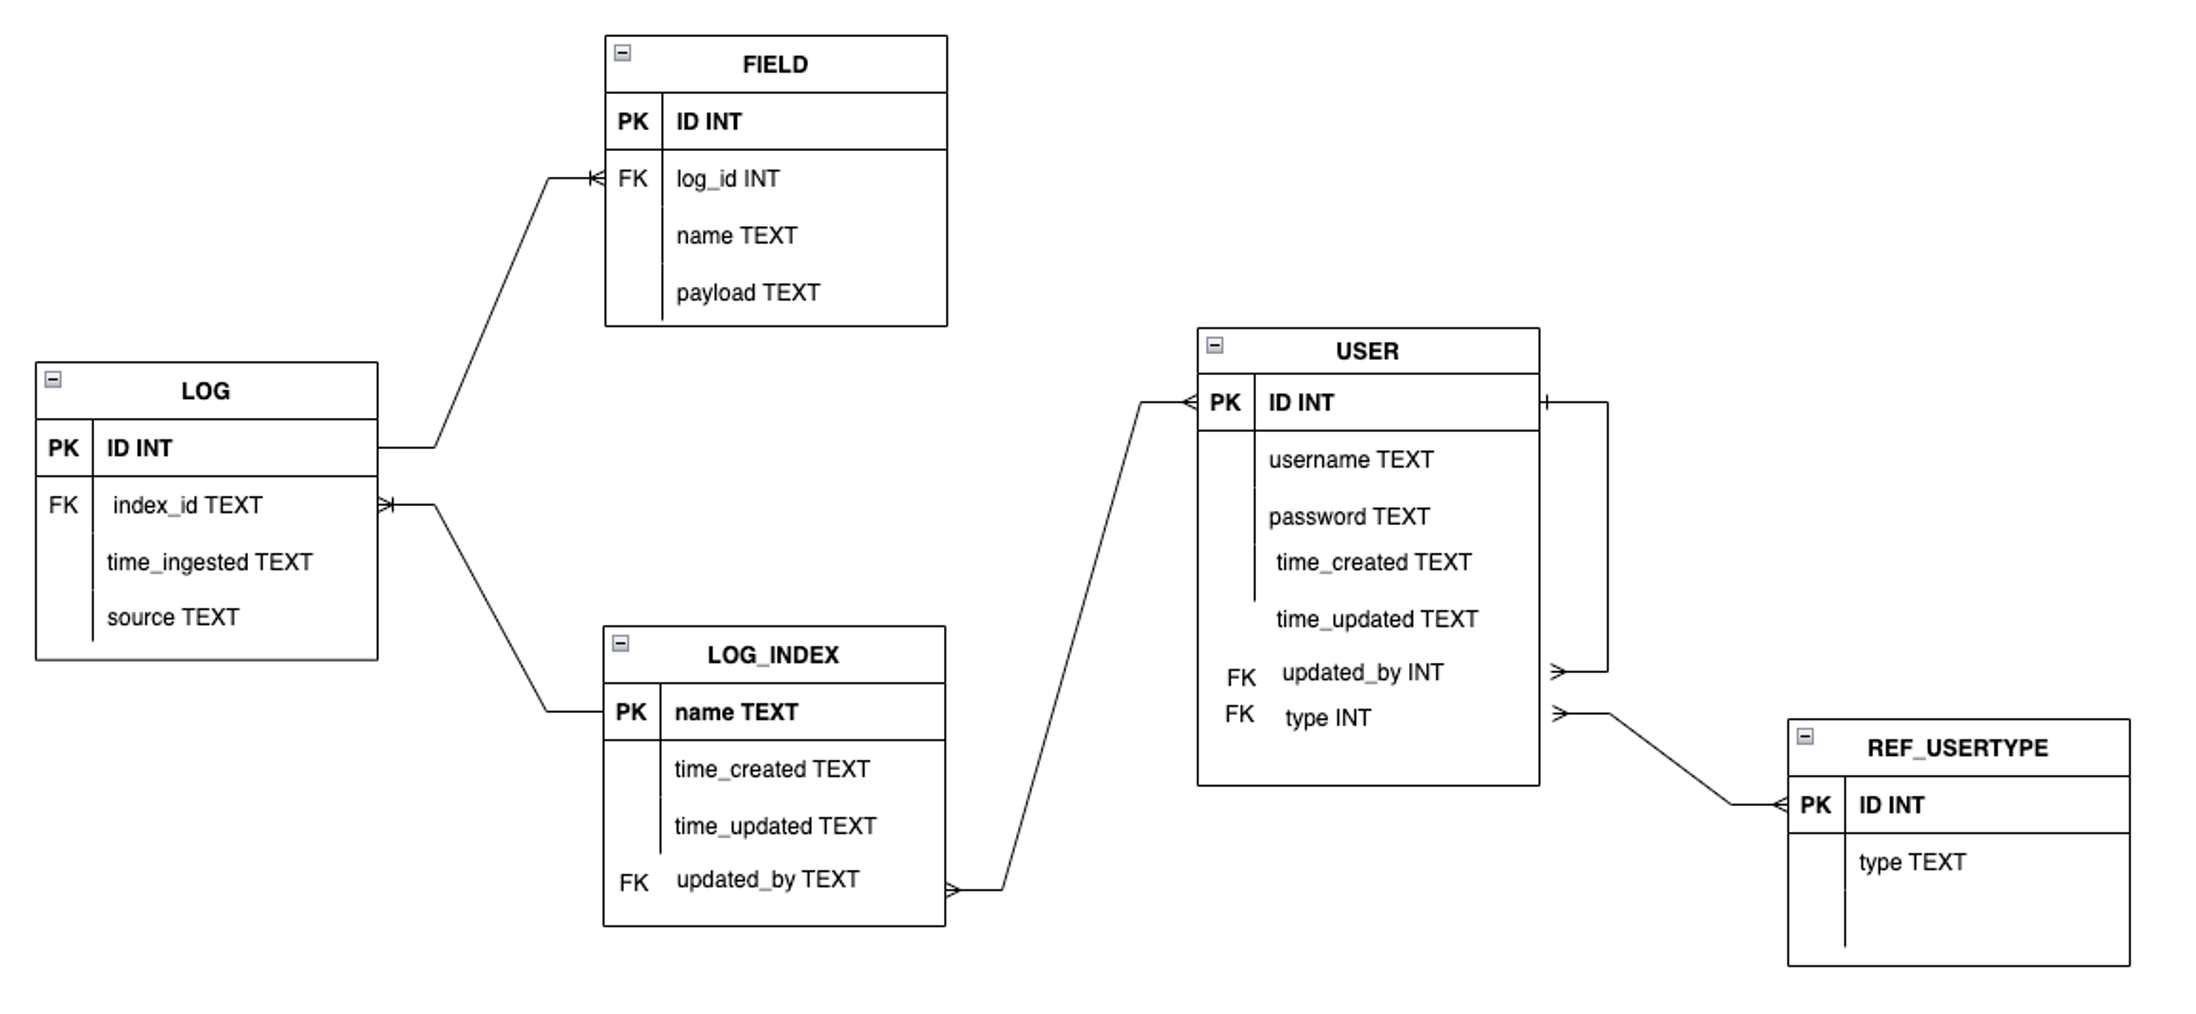 FIELD
PK ID INT
FK log_id INT
name TEXT
payload TEXT
LOG
PK ID INT
FK index_id TEXT
time_ingested TEXT
source TEXT
LOG_INDEX
PK name TEXT
time_created TEXT
time_updated TEXT
FK updated_by TEXT
USER
PK ID INT
username TEXT
password TEXT
time_created TEXT
time_updated TEXT
FK updated_by INT
FK type INT
REF_USERTYPE
PK ID INT
type TEXT